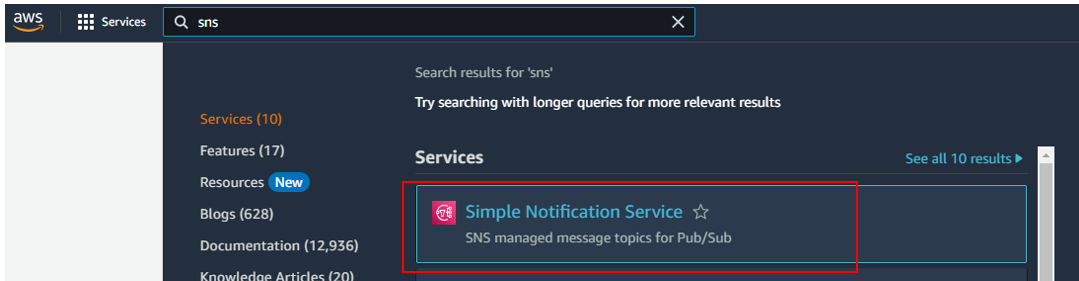 aws
Services
sns
Search results for 'sns'
Try searching with longer queries for more relevant results
Services (10)
Features (17)
Resources New
Blogs (628)
Documentation (12,936)
Knowledge Articles (20)
Services
See all 10 results
Simple Notification Service
SNS managed message topics for Pub/Sub